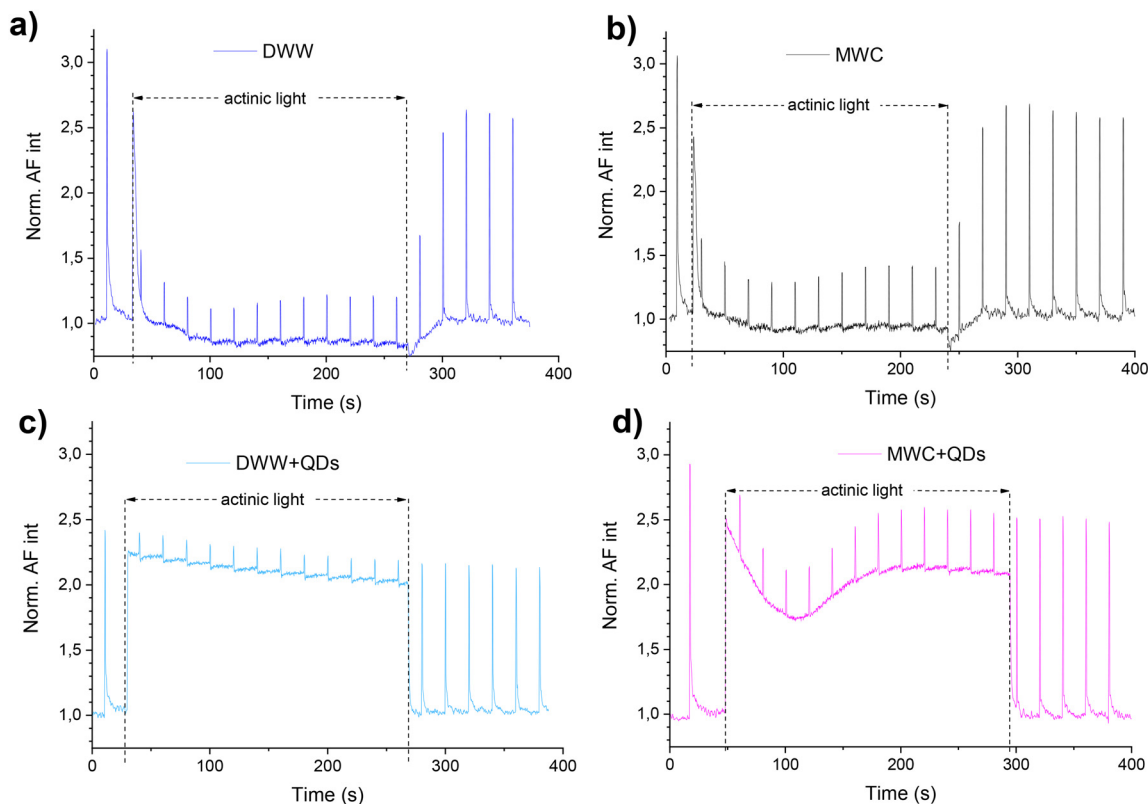 a)
DWW
actinic light
Norm. AF int
3,0
2,5
2,0
1,5
1,0
0
100
200
300
400
Time (s)
b)
MWC
actinic light
Norm. AF int
3,0
2,5
2,0
1,5
1,0
0
100
200
300
400
Time (s)
c)
DWW+QDs
actinic light
Norm. AF int
3,0
2,5
2,0
1,5
1,0
0
100
200
300
400
Time (s)
d)
MWC+QDs
actinic light
Norm. AF int
3,0
2,5
2,0
1,5
1,0
0
100
200
300
400
Time (s)